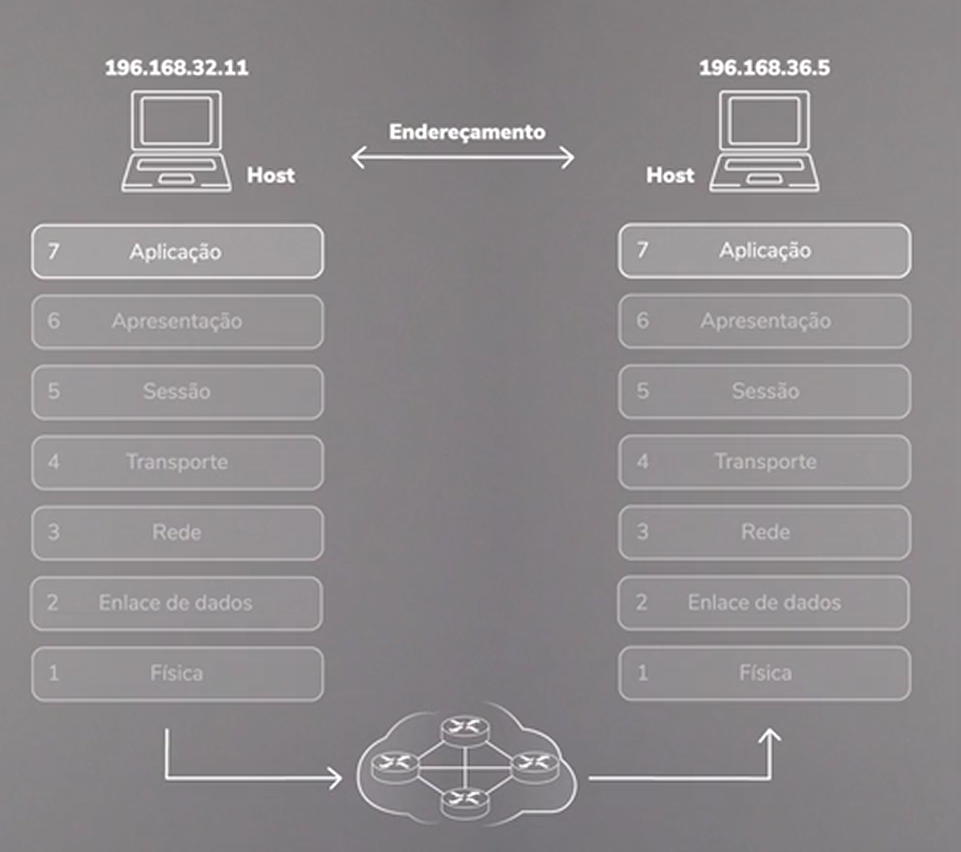 196.168.32.11
196.168.36.5
Endereçamento
Host
Host
7 Aplicação
6 Apresentação
5 Sessão
4 Transporte
3 Rede
2 Enlace de dados
1 Física
7 Aplicação
6 Apresentação
5 Sessão
4 Transporte
3 Rede
2 Enlace de dados
1 Física